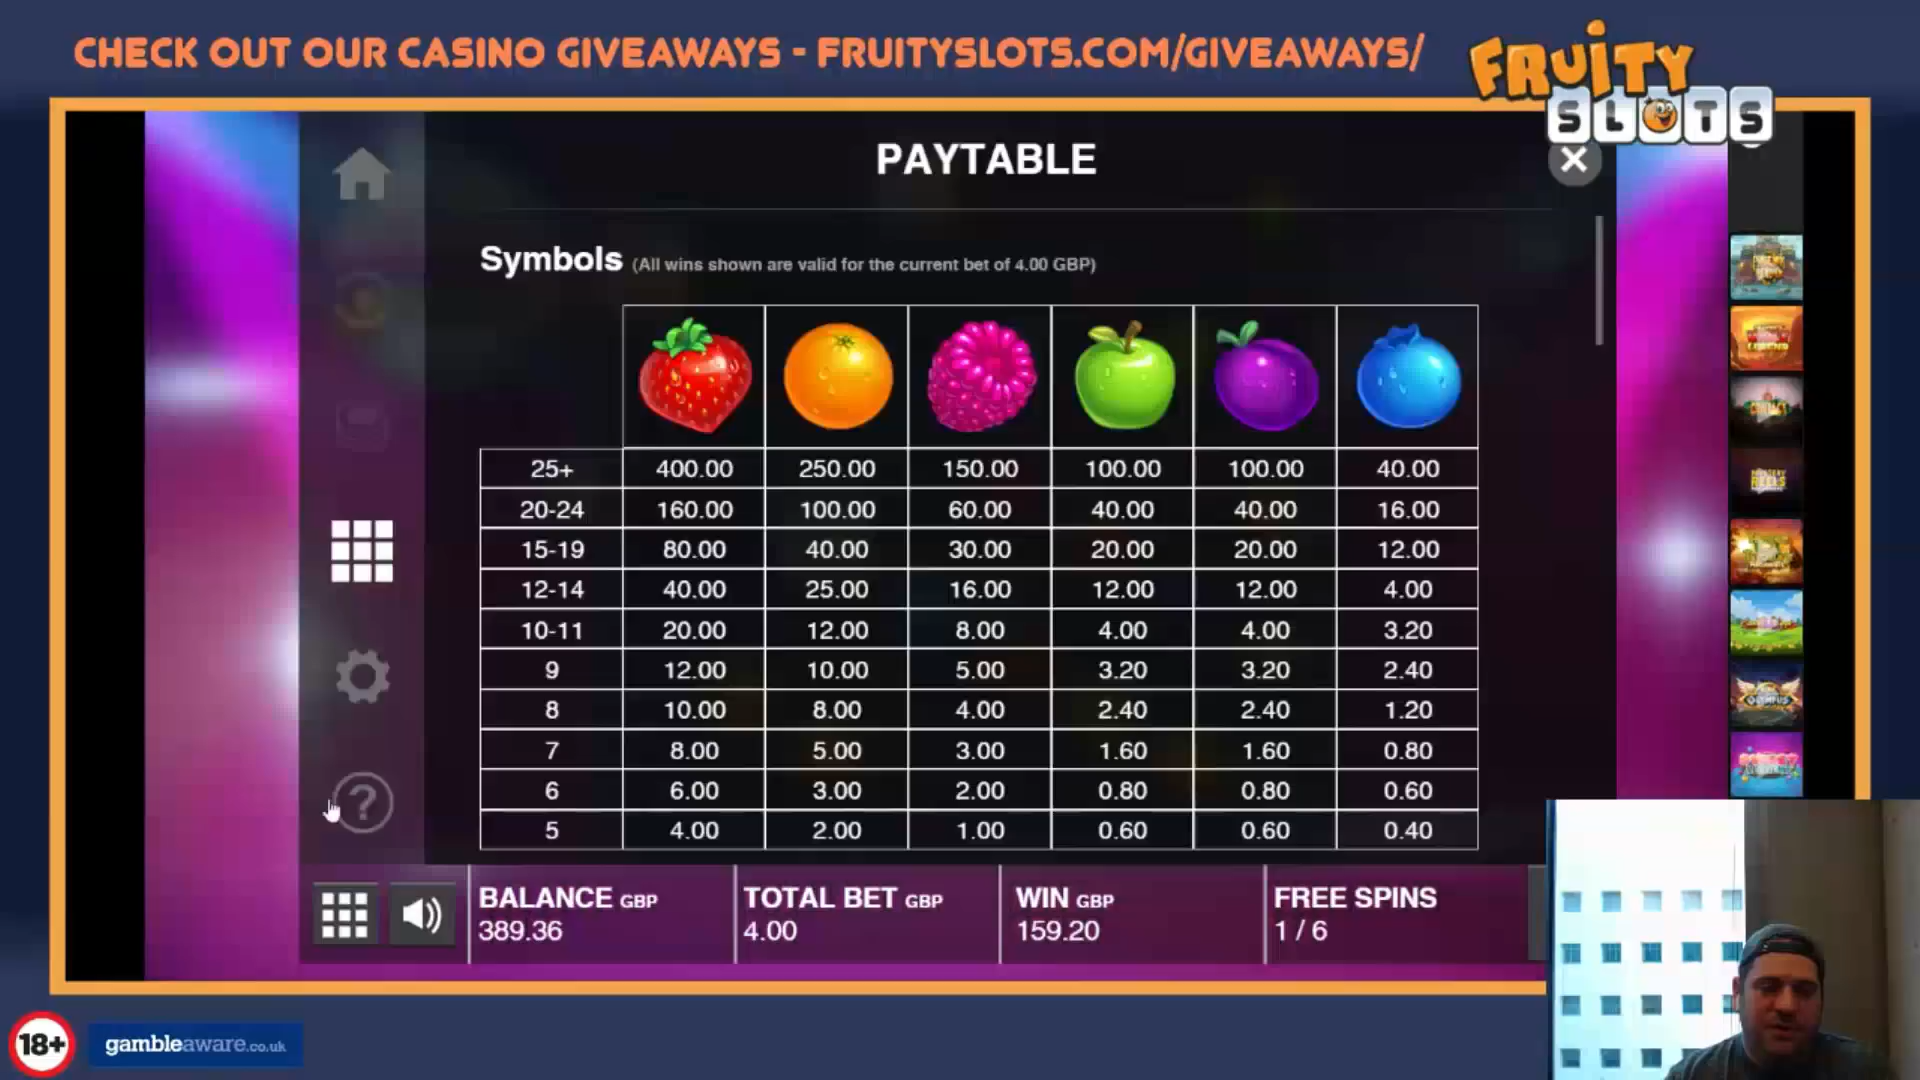 CHECK OUT OUR CASINO GIVEAWAYS - FRUITYSLOTS.COM/GIVEAWAYS/
FRUITY
SLOTS
PAYTABLE
Symbols (All wins shown are valid for the current bet of 4.00 GBP)
25+ 400.00 250.00 150.00 100.00 100.00 40.00
20-24 160.00 100.00 60.00 40.00 40.00 16.00
15-19 80.00 40.00 30.00 20.00 20.00 12.00
12-14 40.00 25.00 16.00 12.00 12.00 4.00
10-11 20.00 12.00 8.00 4.00 4.00 3.20
9 12.00 10.00 5.00 3.20 3.20 2.40
8 10.00 8.00 4.00 2.40 2.40 1.20
7 8.00 5.00 3.00 1.60 1.60 0.80
6 6.00 3.00 2.00 0.80 0.80 0.60
5 4.00 2.00 1.00 0.60 0.60 0.40
BALANCE GBP TOTAL BET GBP WIN GBP FREE SPINS
389.36 4.00 159.20 1 / 6
18+ gambleaware.co.uk